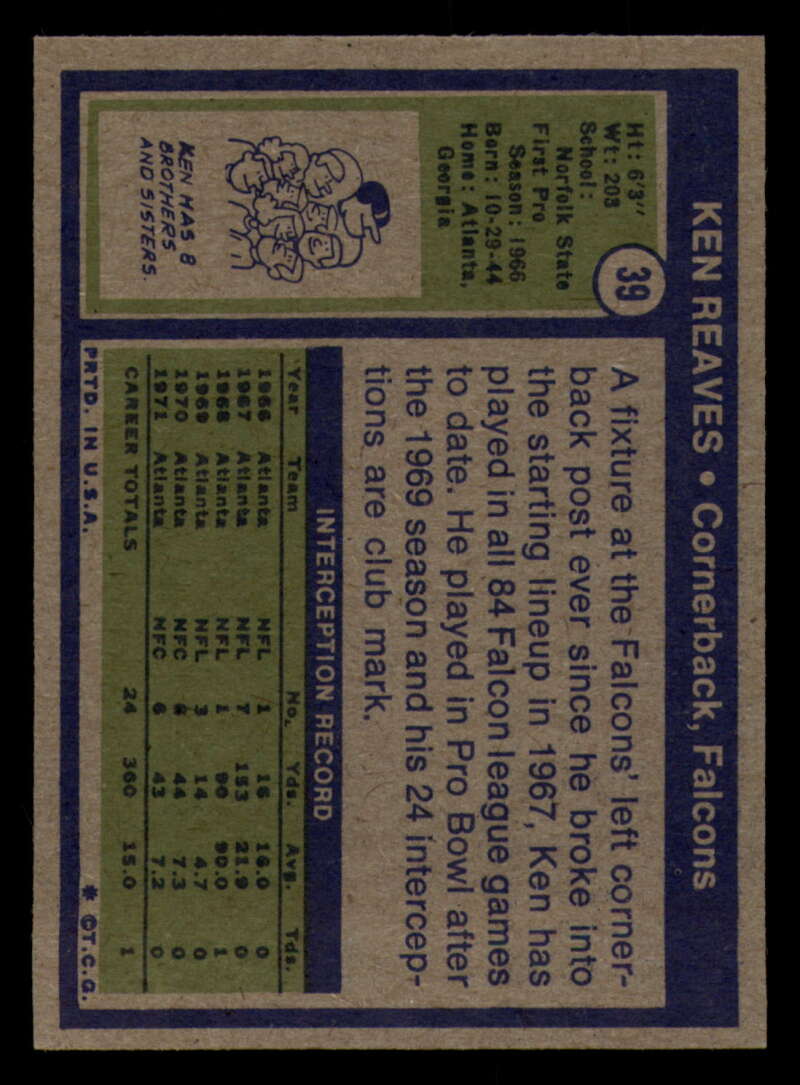 KEN REAVES • Cornerback, Falcons
39
Ht: 6'3"
Wt: 203
School:
Norfolk State
First Pro
Season: 1966
Born: 10-29-44
Home: Atlanta,
Georgia
KEN HAS 8
BROTHERS
AND SISTERS.
A fixture at the Falcons' left corner-
back post ever since he broke into
the starting lineup in 1967, Ken has
played in all 84 Falcon league games
to date. He played in Pro Bowl after
the 1969 season and his 24 intercep-
tions are club mark.
INTERCEPTION RECORD
Year Team No. Yds. Avg. Tds.
1966 Atlanta NFL 1 16 16.0 0
1967 Atlanta NFL 7 153 21.9 0
1968 Atlanta NFL 1 90 90.0 1
1969 Atlanta NFL 3 14 4.7 0
1970 Atlanta NFC 6 44 7.3 0
1971 Atlanta NFC 6 43 7.2 0
CAREER TOTALS 24 360 15.0 1
PRTD. IN U.S.A. * ©T.C.G.